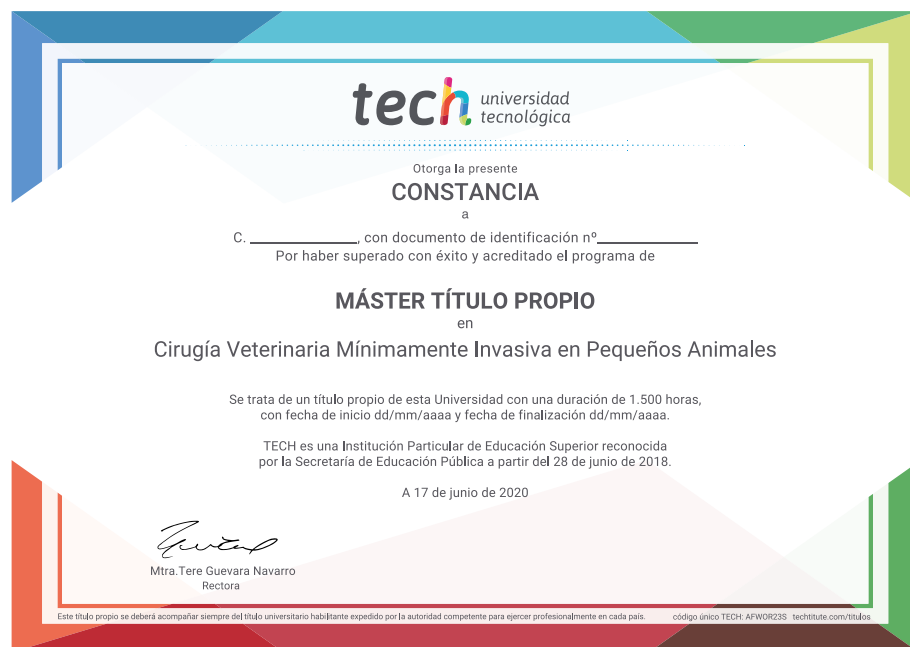 tech universidad
tecnológica
Otorga la presente
CONSTANCIA
a
C. ____________, con documento de identificación nº____________
Por haber superado con éxito y acreditado el programa de
MÁSTER TÍTULO PROPIO
en
Cirugía Veterinaria Mínimamente Invasiva en Pequeños Animales
Se trata de un título propio de esta Universidad con una duración de 1.500 horas,
con fecha de inicio dd/mm/aaaa y fecha de finalización dd/mm/aaaa.
TECH es una Institución Particular de Educación Superior reconocida
por la Secretaría de Educación Pública a partir del 28 de junio de 2018.
A 17 de junio de 2020
Mtra.Tere Guevara Navarro
Rectora
Este título propio se deberá acompañar siempre del título universitario habilitante expedido por la autoridad competente para ejercer profesionalmente en cada país. código único TECH: AFWOR23S techtitute.com/titulos